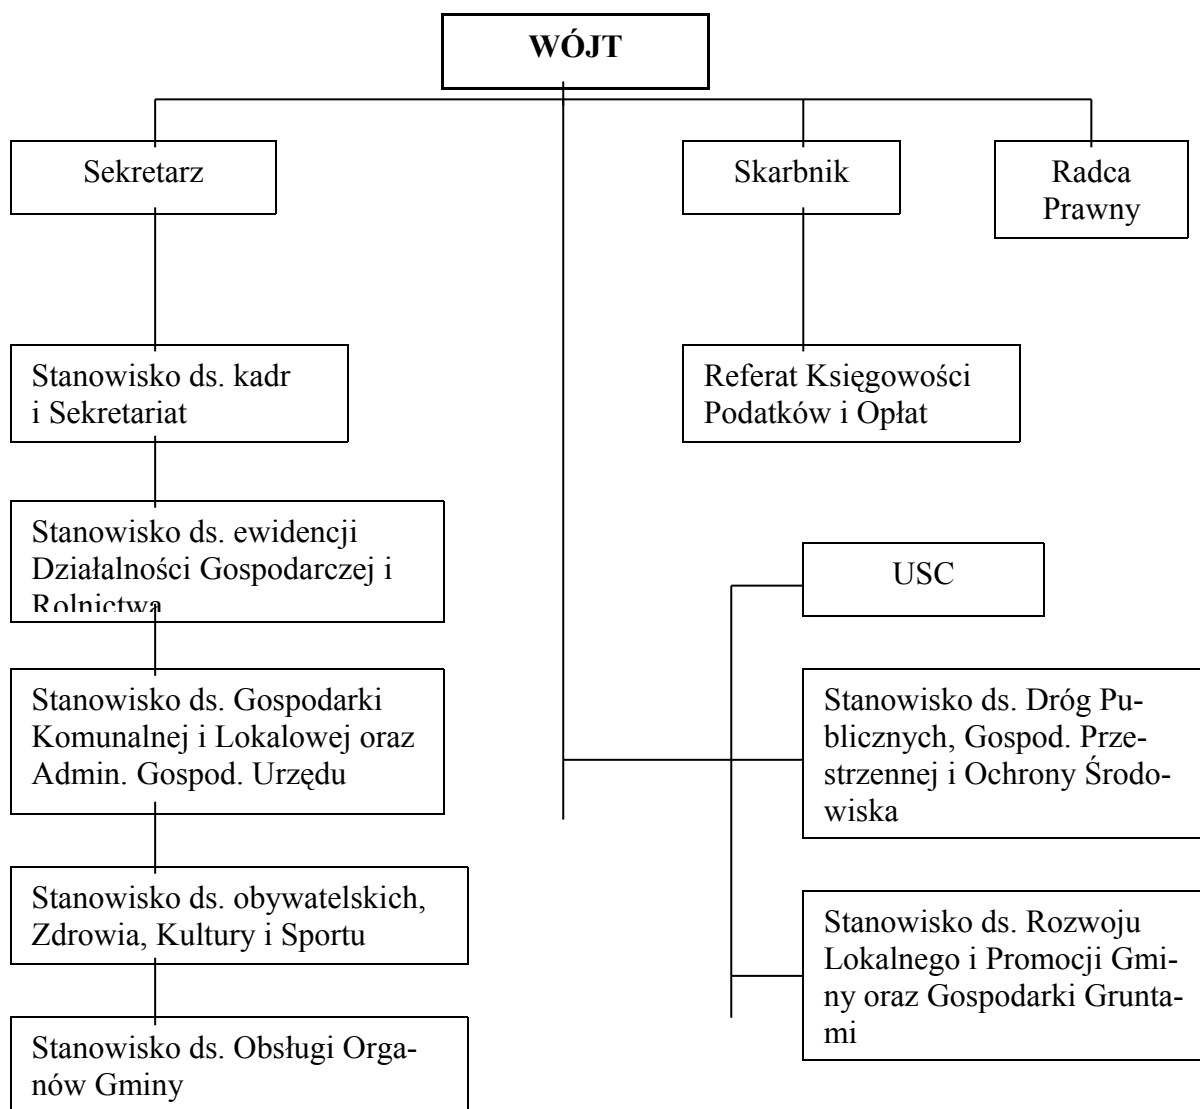 WÓJT
Sekretarz
Skarbnik
Radca
Prawny
Stanowisko ds. kadr
i Sekretariat
Referat Księgowości
Podatków i Opłat
Stanowisko ds. ewidencji
Działalności Gospodarczej i
Rolnictwa
USC
Stanowisko ds. Gospodarki
Komunalnej i Lokalowej oraz
Admin. Gospod. Urzędu
Stanowisko ds. Dróg Pu-
blicznych, Gospod. Prze-
strzennej i Ochrony Środo-
wiska
Stanowisko ds. obywatelskich,
Zdrowia, Kultury i Sportu
Stanowisko ds. Rozwoju
Lokalnego i Promocji Gmi-
ny oraz Gospodarki Grunta-
mi
Stanowisko ds. Obsługi Orga-
nów Gminy